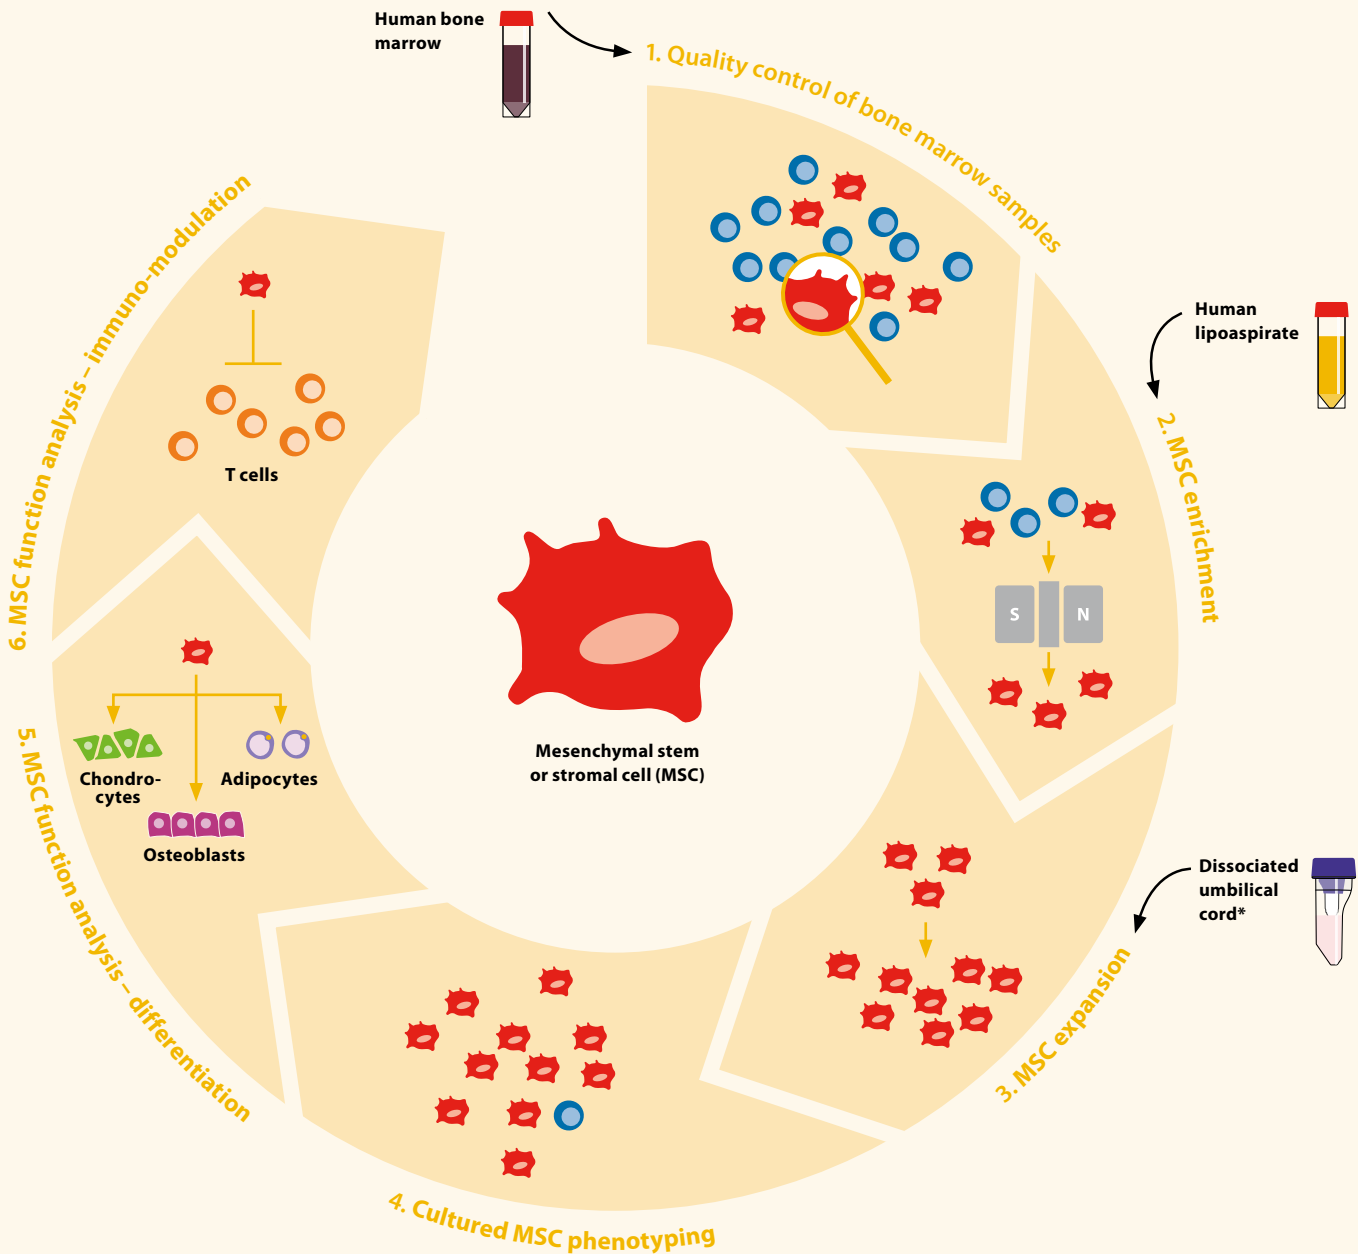 Human bone
marrow
1. Quality control of bone marrow samples
Human
lipoaspirate
2. MSC enrichment
S
N
Dissociated
umbilical
cord*
3. MSC expansion
4. Cultured MSC phenotyping
5. MSC function analysis – differentiation
Chondro-
cytes
Adipocytes
Osteoblasts
6. MSC function analysis – immuno-modulation
T cells
Mesenchymal stem
or stromal cell (MSC)